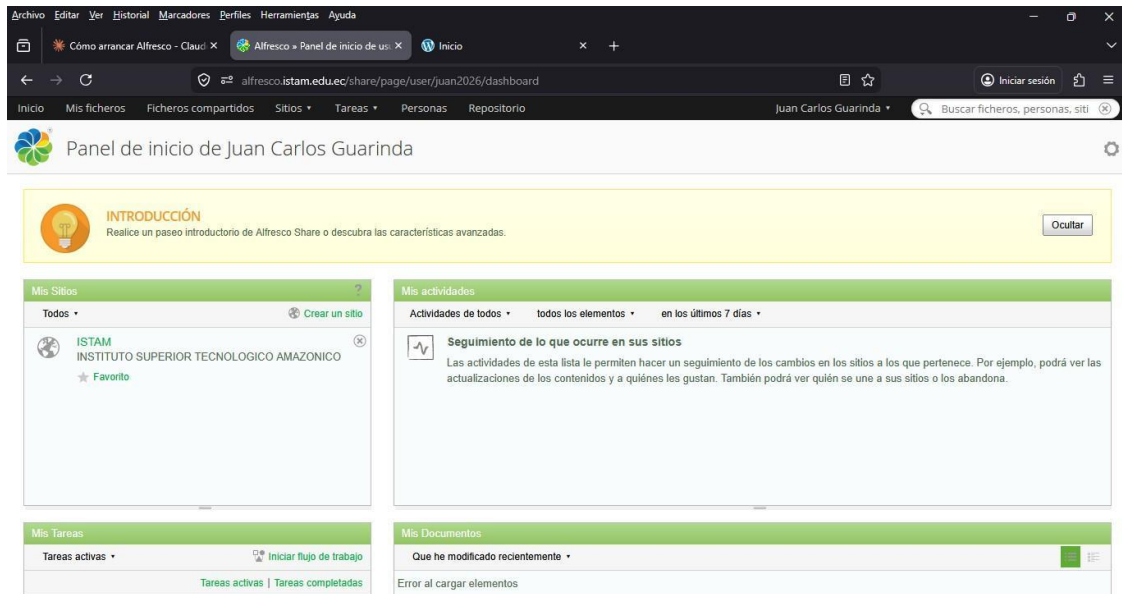 Archivo Editar Ver Historial Marcadores Perfiles Herramientas Ayuda
Cómo arrancar Alfresco - Claud
Alfresco » Panel de inicio de us
Inicio
alfresco.istam.edu.ec/share/page/user/juan2026/dashboard
Iniciar sesión
Inicio Mis ficheros Ficheros compartidos Sitios Tareas Personas Repositorio Juan Carlos Guarinda Buscar ficheros, personas, siti
Panel de inicio de Juan Carlos Guarinda
INTRODUCCIÓN
Realice un paseo introductorio de Alfresco Share o descubra las características avanzadas.
Ocultar
Mis Sitios ?
Todos Crear un sitio
ISTAM
INSTITUTO SUPERIOR TECNOLOGICO AMAZONICO
Favorito
Mis actividades
Actividades de todos todos los elementos en los últimos 7 días
Seguimiento de lo que ocurre en sus sitios
Las actividades de esta lista le permiten hacer un seguimiento de los cambios en los sitios a los que pertenece. Por ejemplo, podrá ver las
actualizaciones de los contenidos y a quiénes les gustan. También podrá ver quién se une a sus sitios o los abandona.
Mis Tareas
Tareas activas Iniciar flujo de trabajo
Tareas activas | Tareas completadas
Mis Documentos
Que he modificado recientemente
Error al cargar elementos